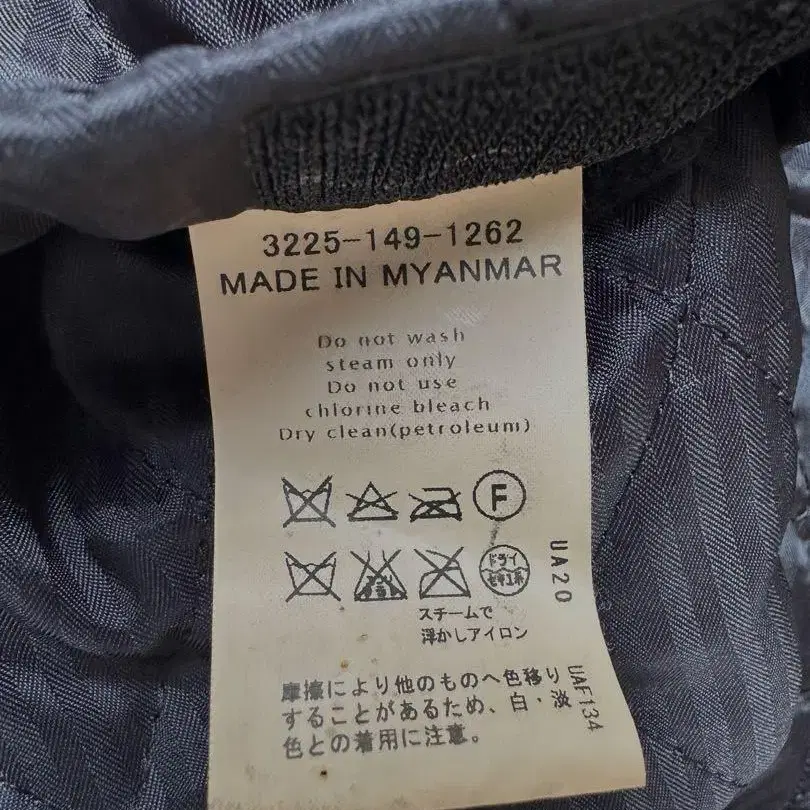 3225-149-1262
MADE IN MYANMAR
Do not wash
steam only
Do not use
chlorine bleach
Dry clean(petroleum)
F
ドライ
セキユ系
UA20
スチームで
浮かしアイロン
摩擦により他のものへ色移り
することがあるため、白・淡
色との着用に注意。
UAF134